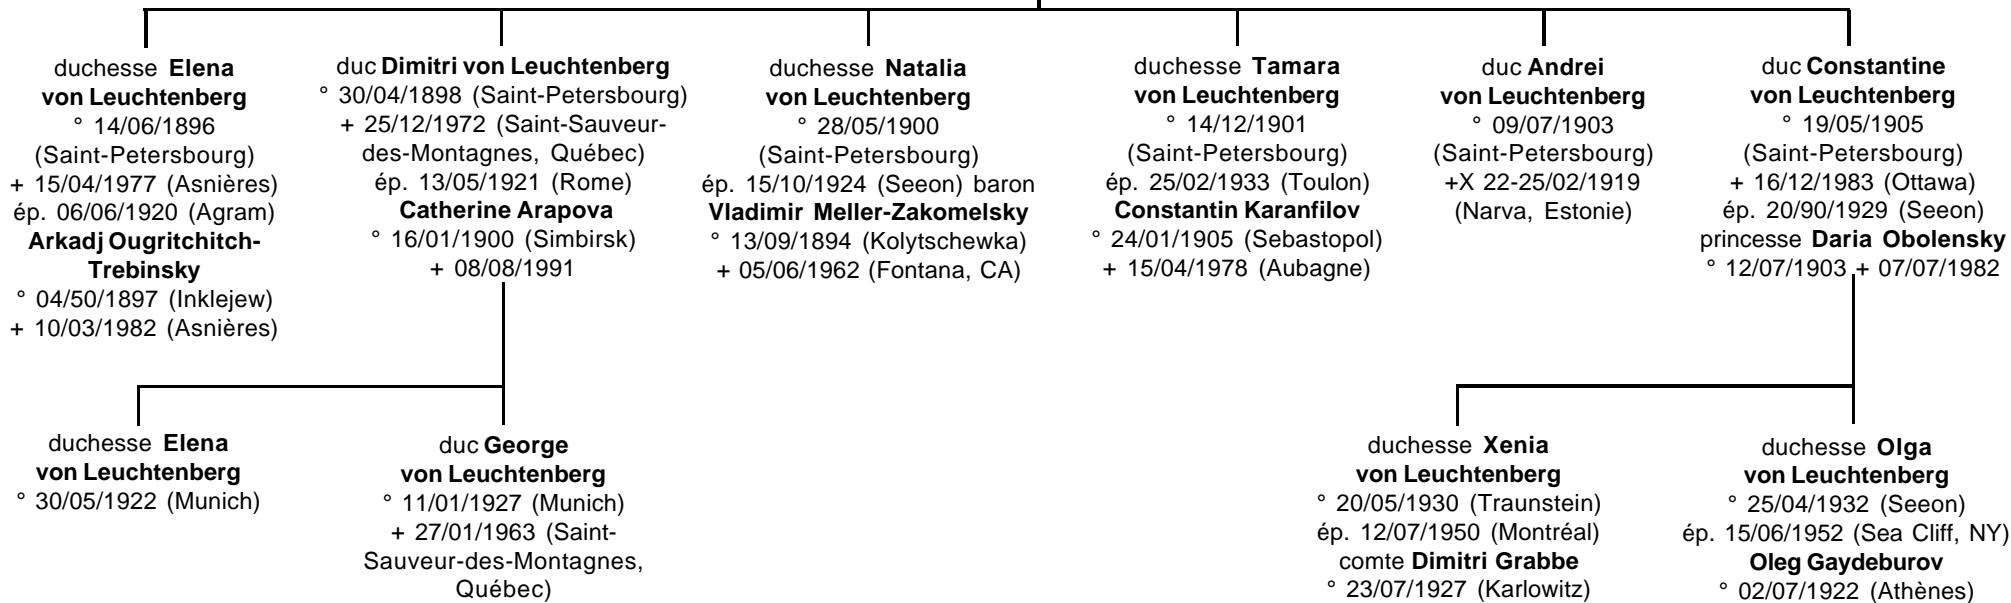 duchesse Elena
von Leuchtenberg
° 14/06/1896
(Saint-Petersbourg)
+ 15/04/1977 (Asnières)
ép. 06/06/1920 (Agram)
Arkadj Ougritchitch-
Trebinsky
° 04/50/1897 (Inklejew)
+ 10/03/1982 (Asnières)
duc Dimitri von Leuchtenberg
° 30/04/1898 (Saint-Petersbourg)
+ 25/12/1972 (Saint-Sauveur-
des-Montagnes, Québec)
ép. 13/05/1921 (Rome)
Catherine Arapova
° 16/01/1900 (Simbirsk)
+ 08/08/1991
duchesse Natalia
von Leuchtenberg
° 28/05/1900
(Saint-Petersbourg)
ép. 15/10/1924 (Seeon) baron
Vladimir Meller-Zakomelsky
° 13/09/1894 (Kolytschewka)
+ 05/06/1962 (Fontana, CA)
duchesse Tamara
von Leuchtenberg
° 14/12/1901
(Saint-Petersbourg)
ép. 25/02/1933 (Toulon)
Constantin Karanfilov
° 24/01/1905 (Sebastopol)
+ 15/04/1978 (Aubagne)
duc Andrei
von Leuchtenberg
° 09/07/1903
(Saint-Petersbourg)
+X 22-25/02/1919
(Narva, Estonie)
duc Constantine
von Leuchtenberg
° 19/05/1905
(Saint-Petersbourg)
+ 16/12/1983 (Ottawa)
ép. 20/90/1929 (Seeon)
princesse Daria Obolensky
° 12/07/1903 + 07/07/1982
duchesse Elena
von Leuchtenberg
° 30/05/1922 (Munich)
duc George
von Leuchtenberg
° 11/01/1927 (Munich)
+ 27/01/1963 (Saint-
Sauveur-des-Montagnes,
Québec)
duchesse Xenia
von Leuchtenberg
° 20/05/1930 (Traunstein)
ép. 12/07/1950 (Montréal)
comte Dimitri Grabbe
° 23/07/1927 (Karlowitz)
duchesse Olga
von Leuchtenberg
° 25/04/1932 (Seeon)
ép. 15/06/1952 (Sea Cliff, NY)
Oleg Gaydeburov
° 02/07/1922 (Athènes)